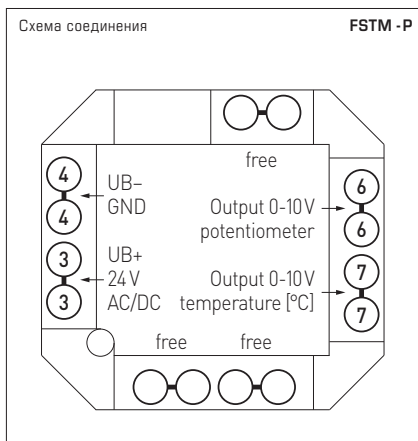 Схема соединения
FSTM -P
free
4
4
UB–
GND
3
3
UB+
24 V
AC/DC
Output 0-10V
potentiometer
6
6
Output 0-10V
temperature [°C]
7
7
free
free